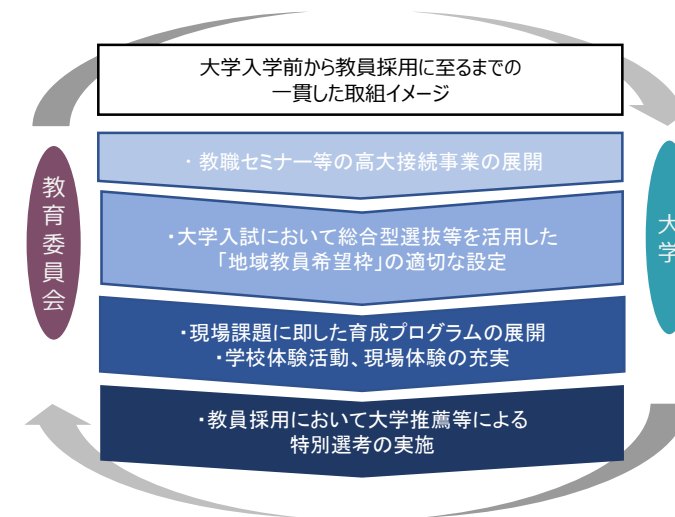 大学入学前から教員採用に至るまでの
一貫した取組イメージ
・教職セミナー等の高大接続事業の展開
・大学入試において総合型選抜等を活用した
「地域教員希望枠」の適切な設定
・現場課題に即した育成プログラムの展開
・学校体験活動、現場体験の充実
・教員採用において大学推薦等による
特別選考の実施
教育委員会
大学